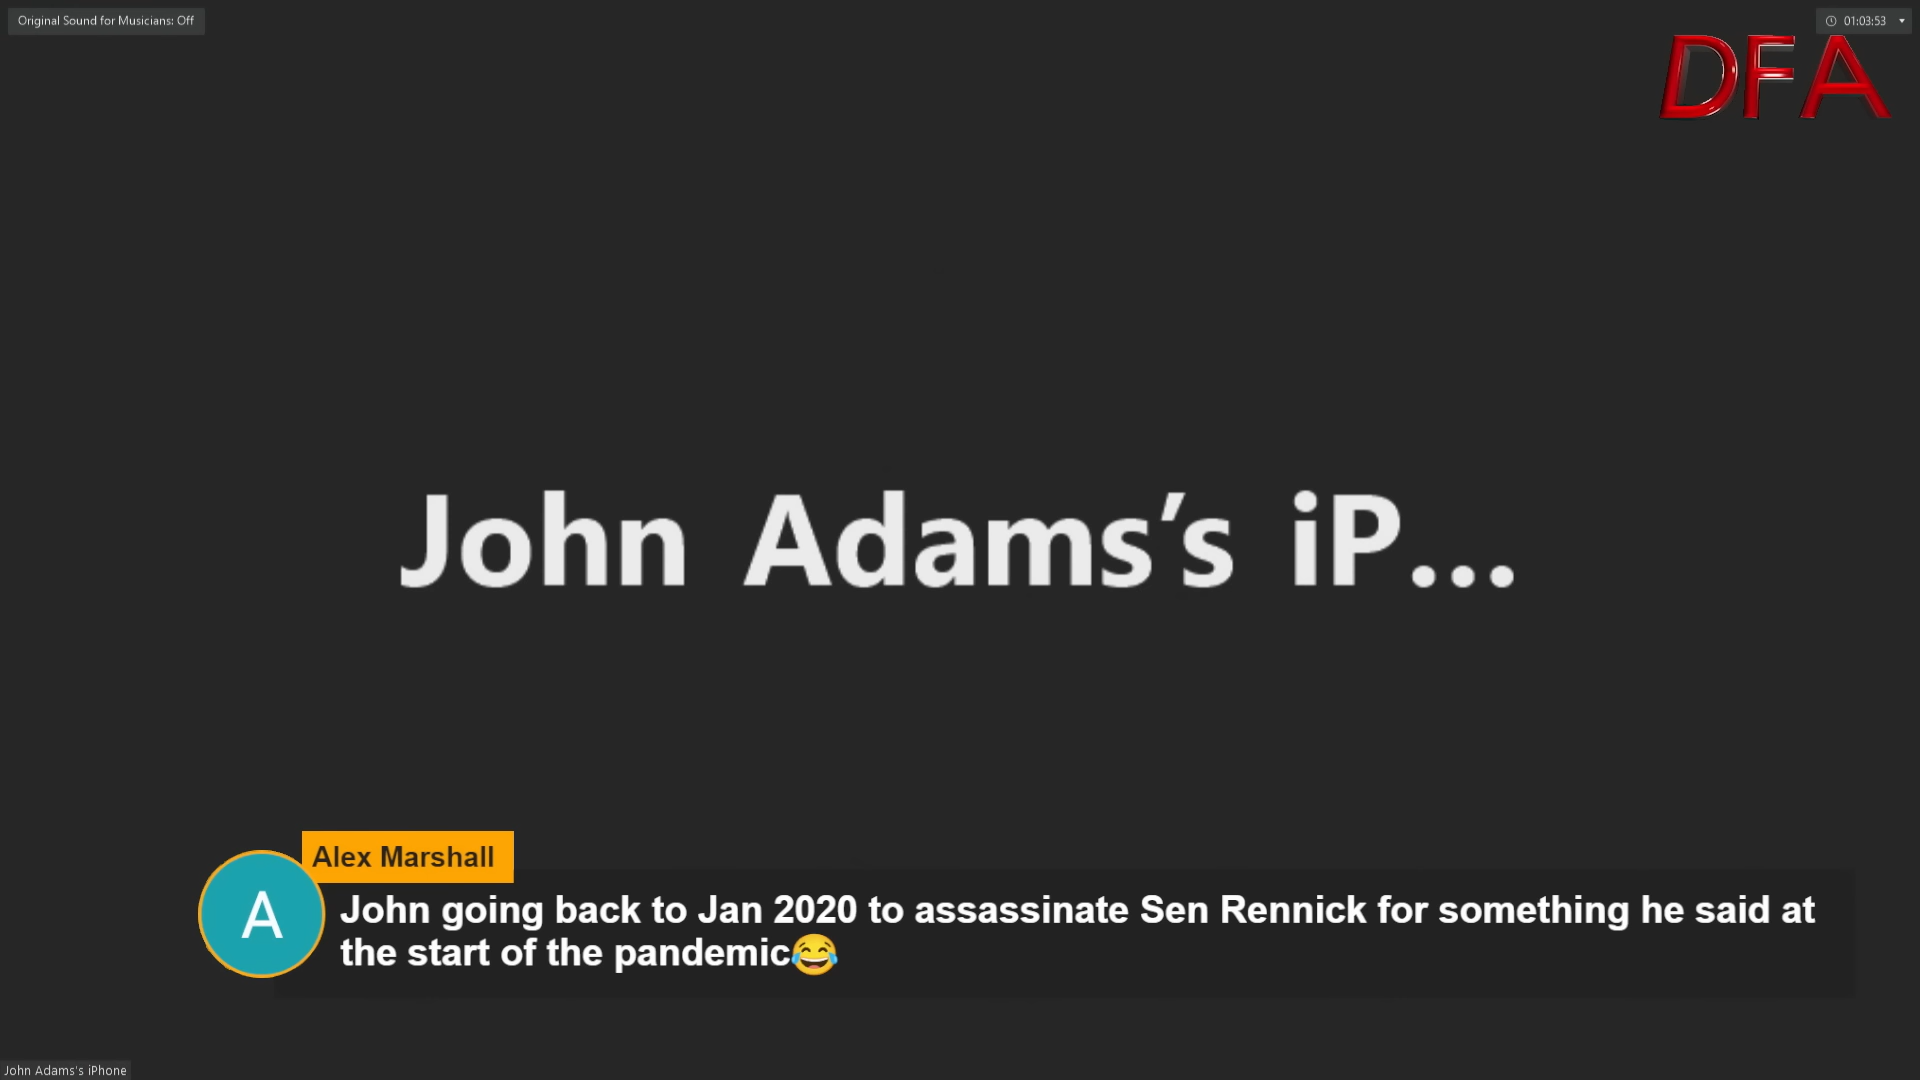 Original Sound for Musicians: Off
01:03:53
DFA
John Adams’s iP...
Alex Marshall
A
John going back to Jan 2020 to assassinate Sen Rennick for something he said at
the start of the pandemic😂
John Adams's iPhone